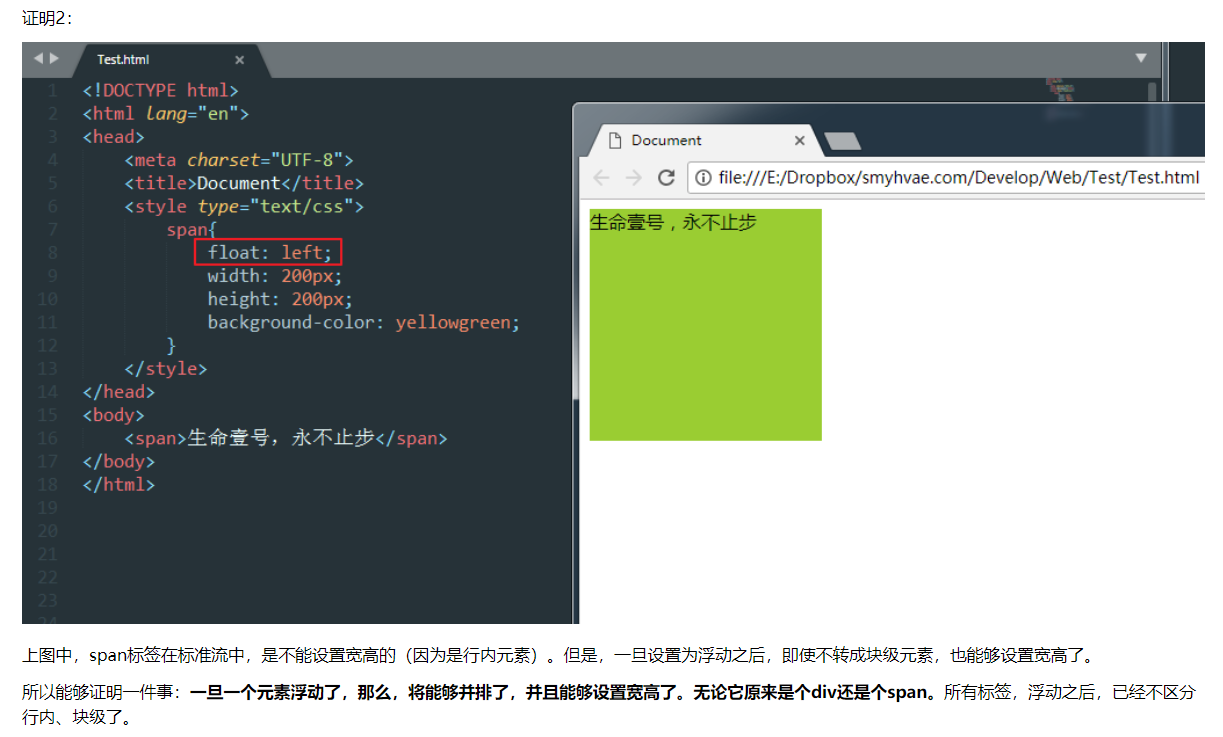 证明2：
Test.html
1 <!DOCTYPE html>
2 <html lang="en">
3 <head>
4 <meta charset="UTF-8">
5 <title>Document</title>
6 <style type="text/css">
7 span{
8 float: left;
9 width: 200px;
10 height: 200px;
11 background-color: yellowgreen;
12 }
13 </style>
14 </head>
15 <body>
16 <span>生命壹号，永不止步</span>
17 </body>
18 </html>
19
20
21
22
23
24
Document
file:///E:/Dropbox/smyhvae.com/Develop/Web/Test/Test.html
生命壹号，永不止步
上图中，span标签在标准流中，是不能设置宽高的（因为是行内元素）。但是，一旦设置为浮动之后，即使不转成块级元素，也能够设置宽高了。
所以能够证明一件事：一旦一个元素浮动了，那么，将能够并排了，并且能够设置宽高了。无论它原来是个div还是个span。所有标签，浮动之后，已经不区分
行内、块级了。